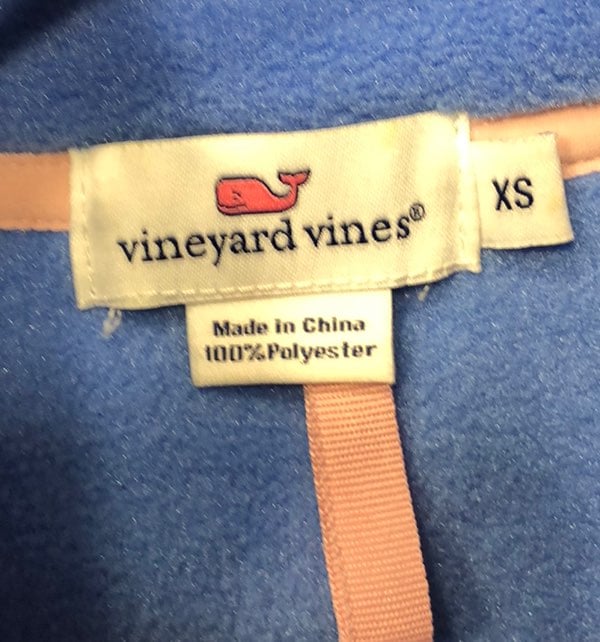 vineyard vines®
XS
Made in China
100%Polyester